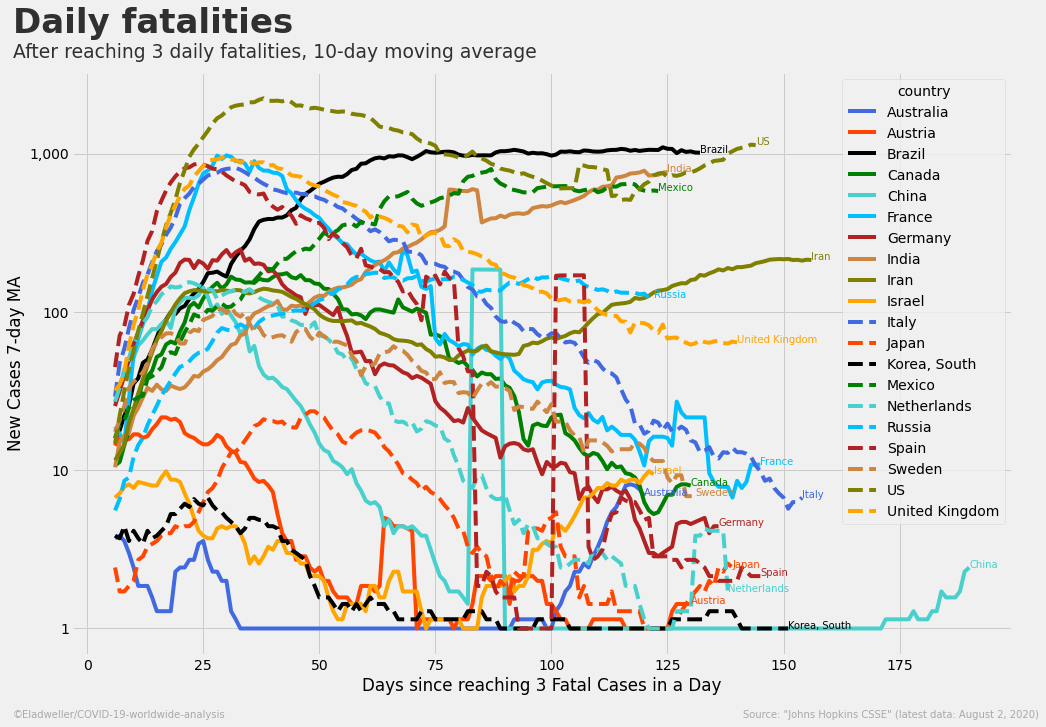 Daily fatalities
After reaching 3 daily fatalities, 10-day moving average
New Cases 7-day MA
1,000
100
10
1
0
25
50
75
100
125
150
175
Days since reaching 3 Fatal Cases in a Day
country
Australia
Austria
Brazil
Canada
China
France
Germany
India
Iran
Israel
Italy
Japan
Korea, South
Mexico
Netherlands
Russia
Spain
Sweden
US
United Kingdom
US
Brazil
India
Mexico
Iran
Russia
United Kingdom
Israel
France
Canada
Australia
Sweden
Italy
Germany
Japan
Spain
Netherlands
Austria
China
Korea, South
©Eladweller/COVID-19-worldwide-analysis
Source: "Johns Hopkins CSSE" (latest data: August 2, 2020)